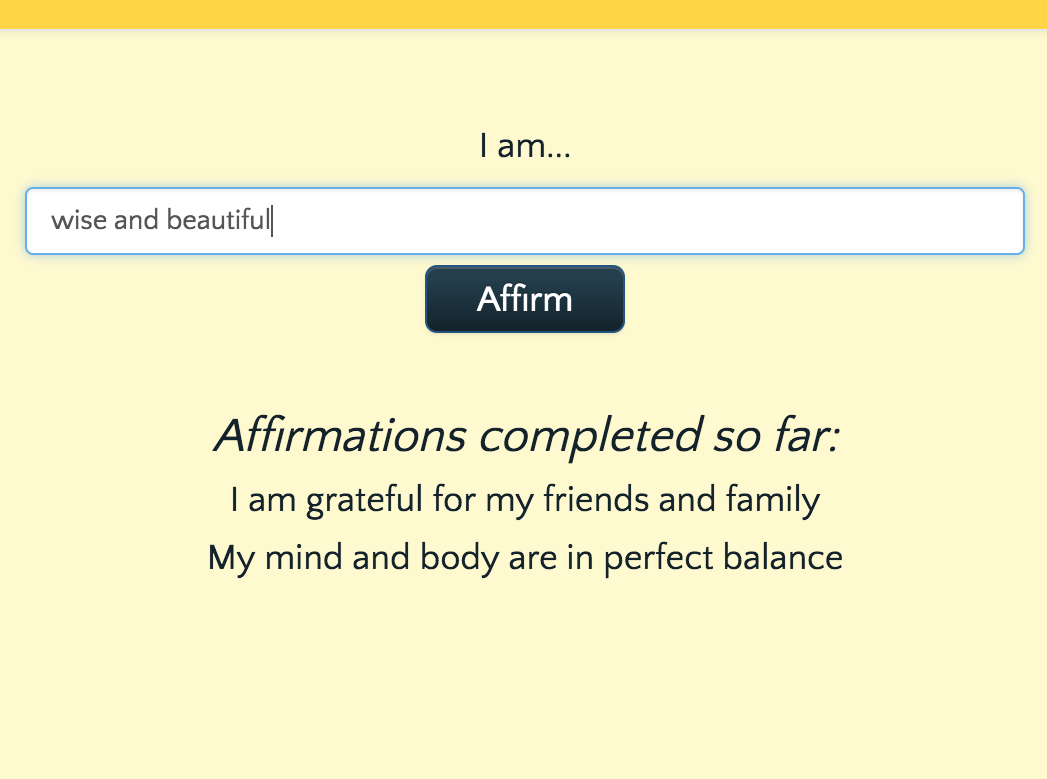 I am...
wise and beautiful
Affirm
Affirmations completed so far:
I am grateful for my friends and family
My mind and body are in perfect balance